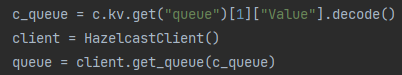 c_queue = c.kv.get("queue")[1]["Value"].decode()
client = HazelcastClient()
queue = client.get_queue(c_queue)